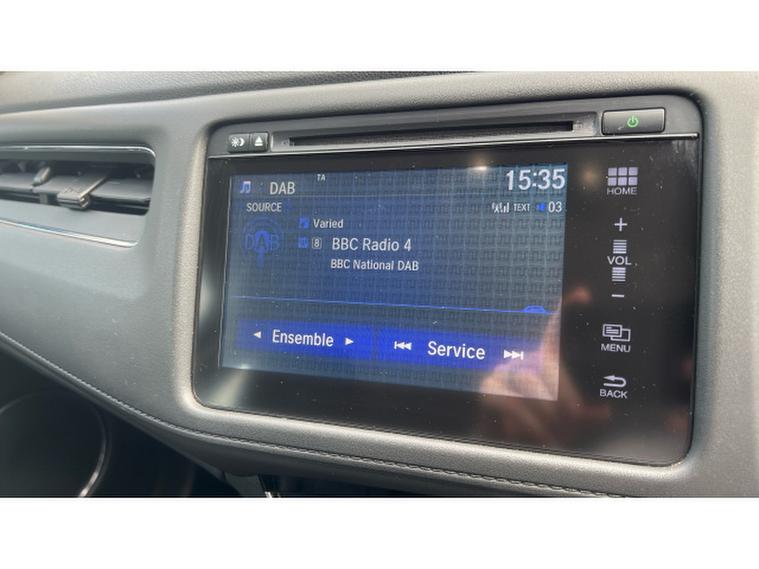 TA
DAB
15:35
SOURCE
TEXT 03
DAB
Varied
8 BBC Radio 4
BBC National DAB
Ensemble
Service
HOME
+
VOL
−
MENU
BACK